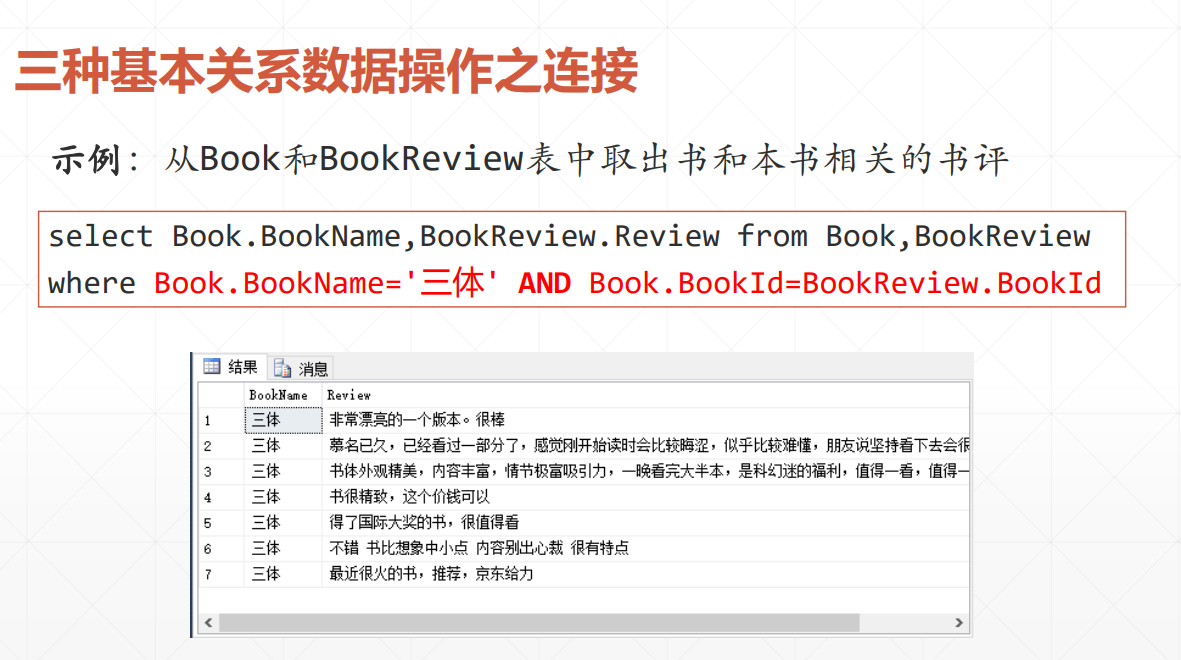 三种基本关系数据操作之连接
示例: 从Book和BookReview表中取出书和本书相关的书评
select Book.BookName,BookReview.Review from Book,BookReview
where Book.BookName='三体' AND Book.BookId=BookReview.BookId
结果 消息
BookName Review
1 三体 非常漂亮的一个版本。很棒
2 三体 慕名已久，已经看过一部分了，感觉刚开始读时会比较晦涩，似乎比较难懂，朋友说坚持看下去会很
3 三体 书体外观精美，内容丰富，情节极富吸引力，一晚看完大半本，是科幻迷的福利，值得一看，值得一
4 三体 书很精致，这个价钱可以
5 三体 得了国际大奖的书，很值得看
6 三体 不错 书比想象中小点 内容别出心裁 很有特点
7 三体 最近很火的书，推荐，京东给力